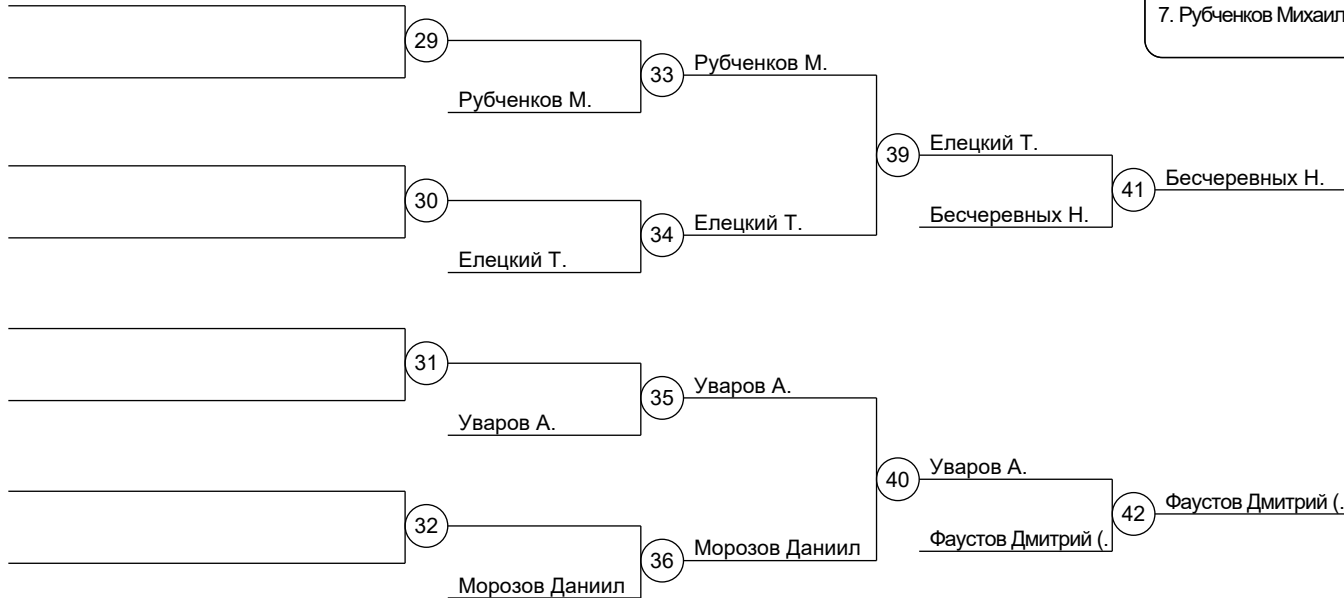 7. Рубченков Михаил
29
33
Рубченков М.
Рубченков М.
39
Елецкий Т.
41
Бесчеревных Н.
30
34
Елецкий Т.
Бесчеревных Н.
Елецкий Т.
31
35
Уваров А.
Уваров А.
40
Уваров А.
42
Фаустов Дмитрий (.
32
36
Морозов Даниил
Фаустов Дмитрий (.
Морозов Даниил